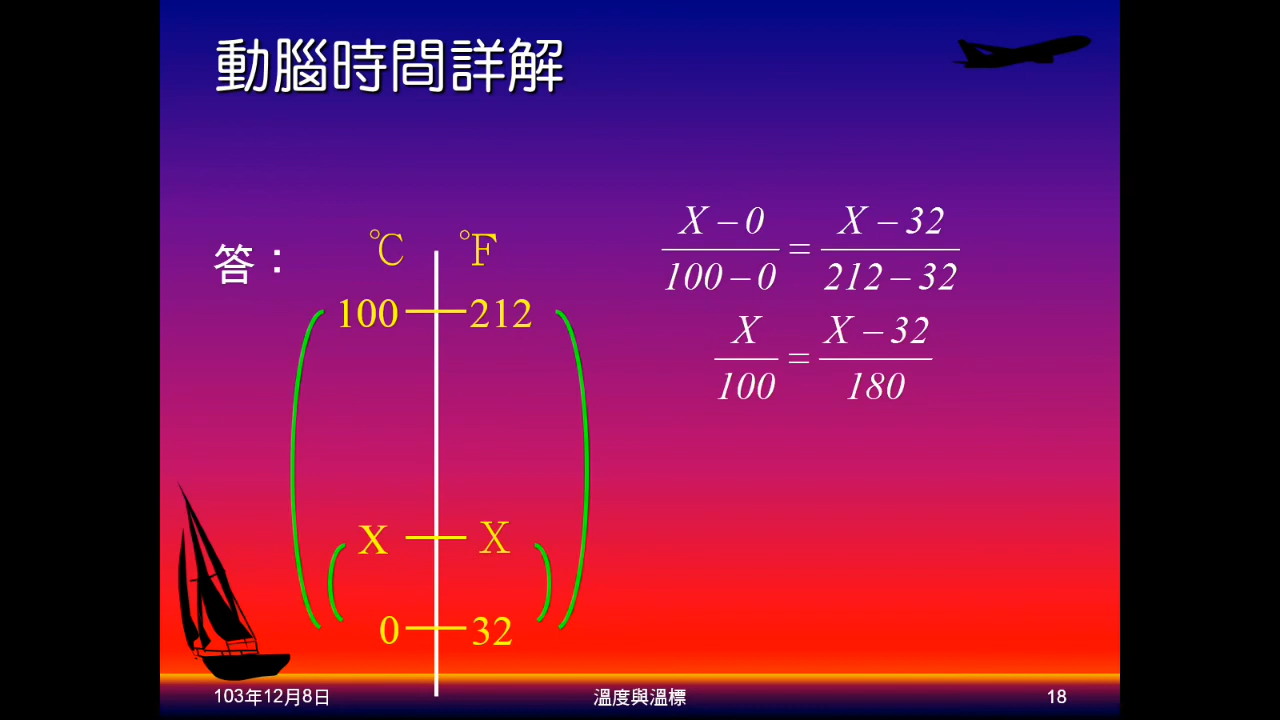 動腦時間詳解
答：
℃ ℉
100 212
X X
0 32
X − 0 / 100 − 0 = X − 32 / 212 − 32
X / 100 = X − 32 / 180
103年12月8日 溫度與溫標 18